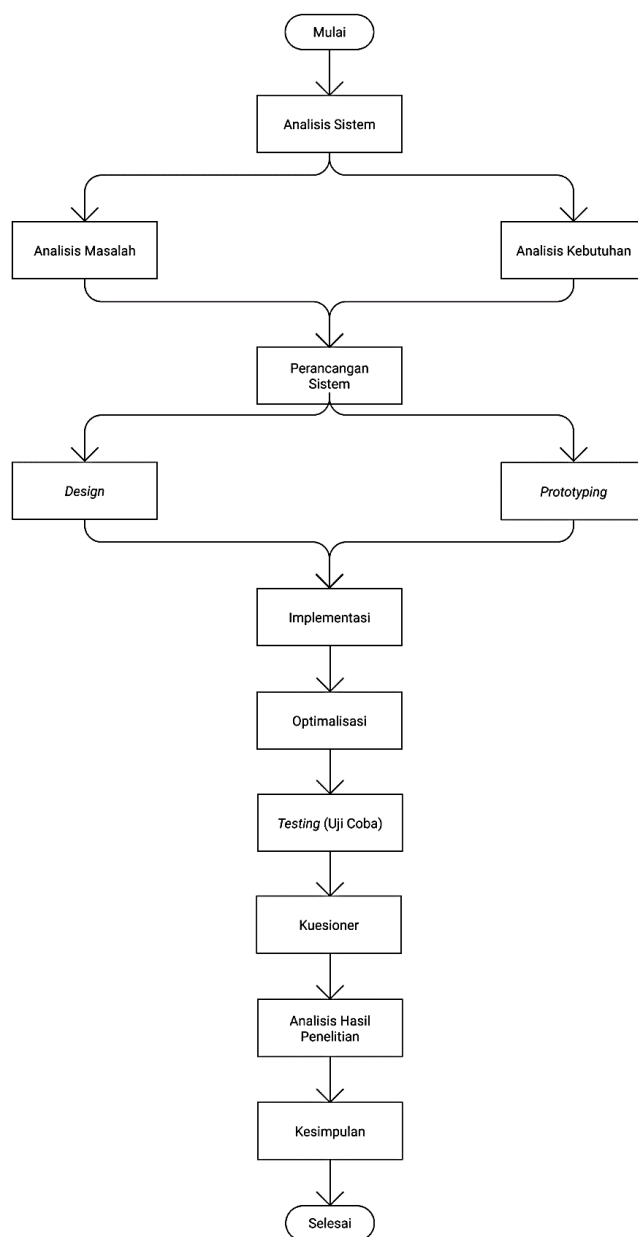 Mulai
Analisis Sistem
Analisis Masalah
Analisis Kebutuhan
Perancangan
Sistem
Design
Prototyping
Implementasi
Optimalisasi
Testing (Uji Coba)
Kuesioner
Analisis Hasil
Penelitian
Kesimpulan
Selesai